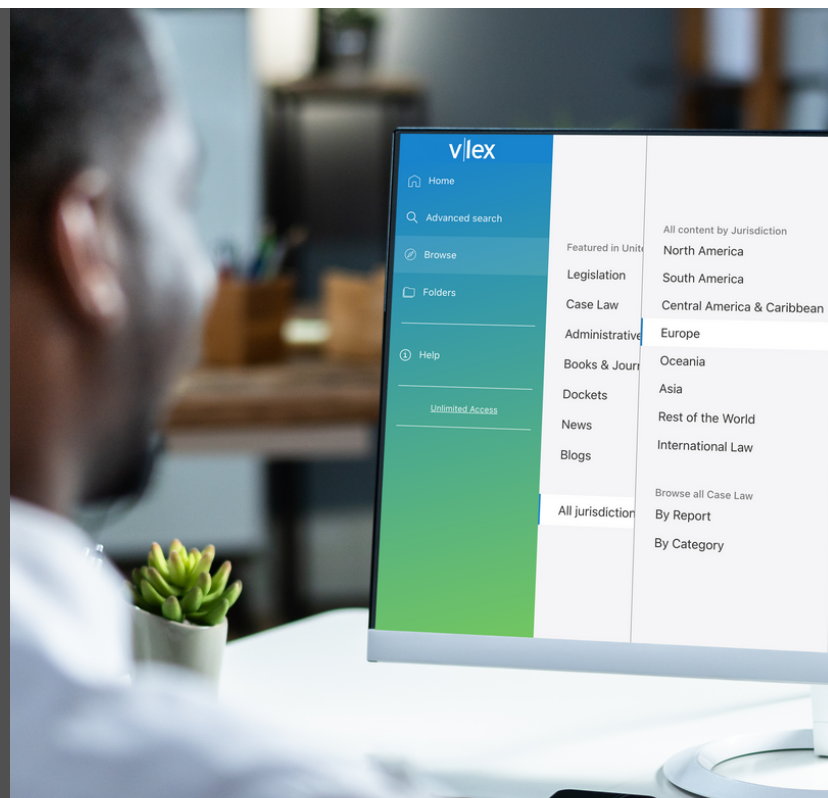 v|lex
Home
Advanced search
Browse
Folders
Help
Unlimited Access
Featured in Unit
Legislation
Case Law
Administrative
Books & Jour
Dockets
News
Blogs
All jurisdiction
All content by Jurisdiction
North America
South America
Central America & Caribbean
Europe
Oceania
Asia
Rest of the World
International Law
Browse all Case Law
By Report
By Category